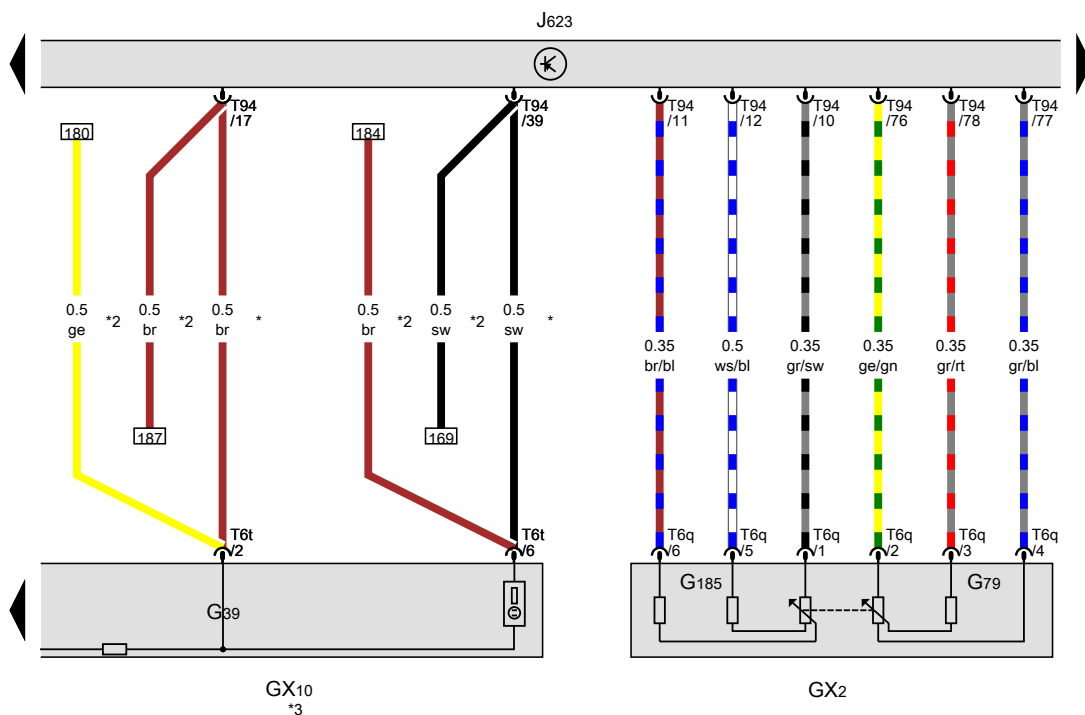 J623
T94 T94 T94 T94 T94 T94 T94 T94
/17 /39 /11 /12 /10 /76 /78 /77
180 184
0.5 0.5 0.5 0.5 0.5 0.5
ge *2 br *2 br * br *2 sw *2 sw *
0.35 0.5 0.35 0.35 0.35 0.35
br/bl ws/bl gr/sw ge/gn gr/rt gr/bl
187 169
T6t T6t T6q T6q T6q T6q T6q T6q
/2 /6 /6 /5 /1 /2 /3 /4
G39 G185 G79
GX10 GX2
*3